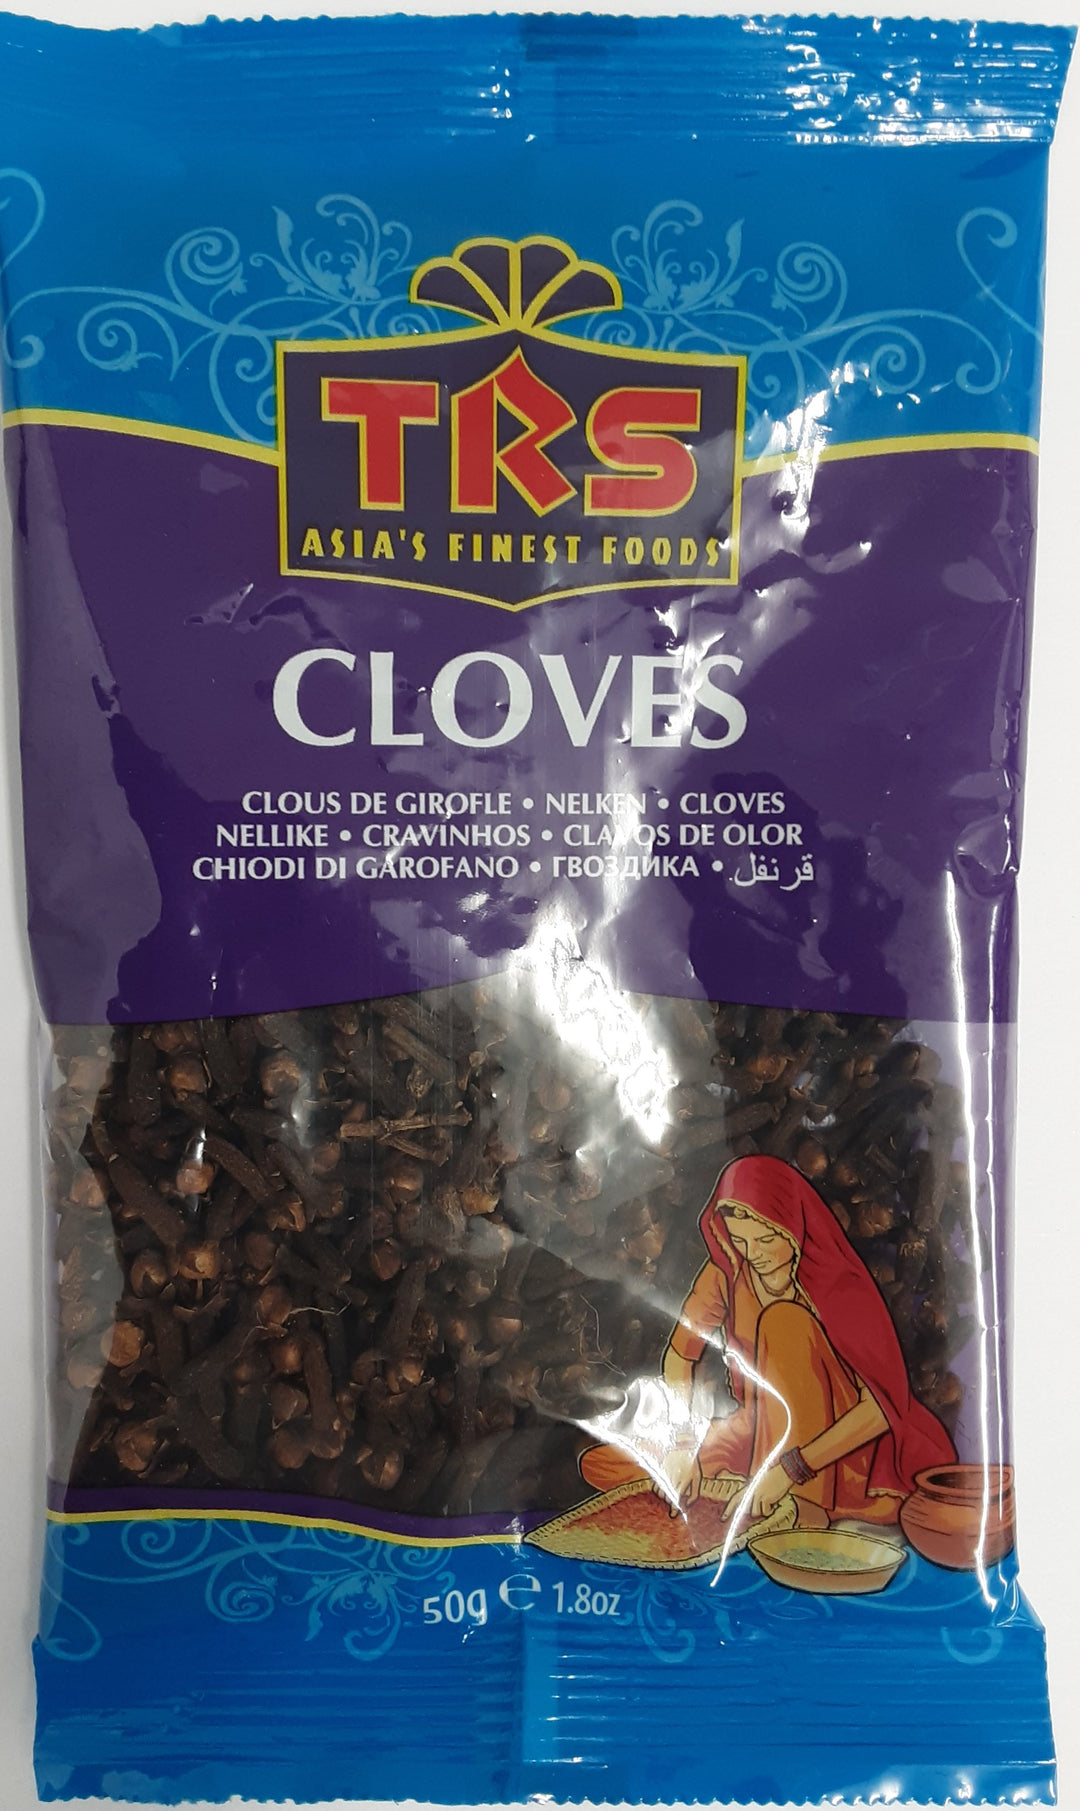 TRS
ASIA'S FINEST FOODS
CLOVES
CLOUS DE GIROFLE • NELKEN • CLOVES
NELLIKE • CRAVINHOS • CLAVOS DE OLOR
CHIODI DI GAROFANO • ГВОЗДИКА • قرنفل
50g ℮ 1.8oz